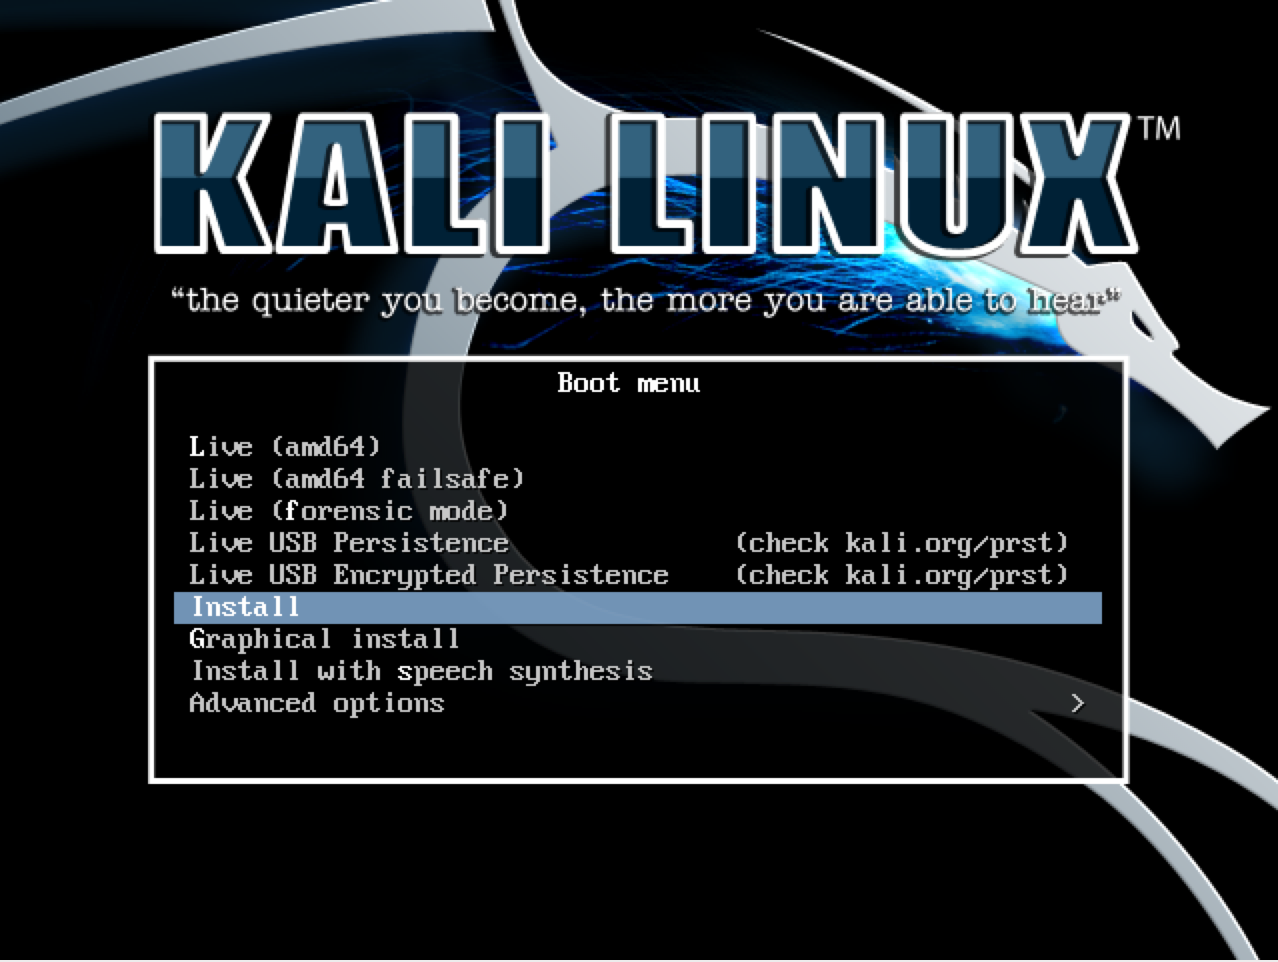 KALI LINUX™
“the quieter you become, the more you are able to hear”
Boot menu
Live (amd64)
Live (amd64 failsafe)
Live (forensic mode)
Live USB Persistence (check kali.org/prst)
Live USB Encrypted Persistence (check kali.org/prst)
Install
Graphical install
Install with speech synthesis
Advanced options >